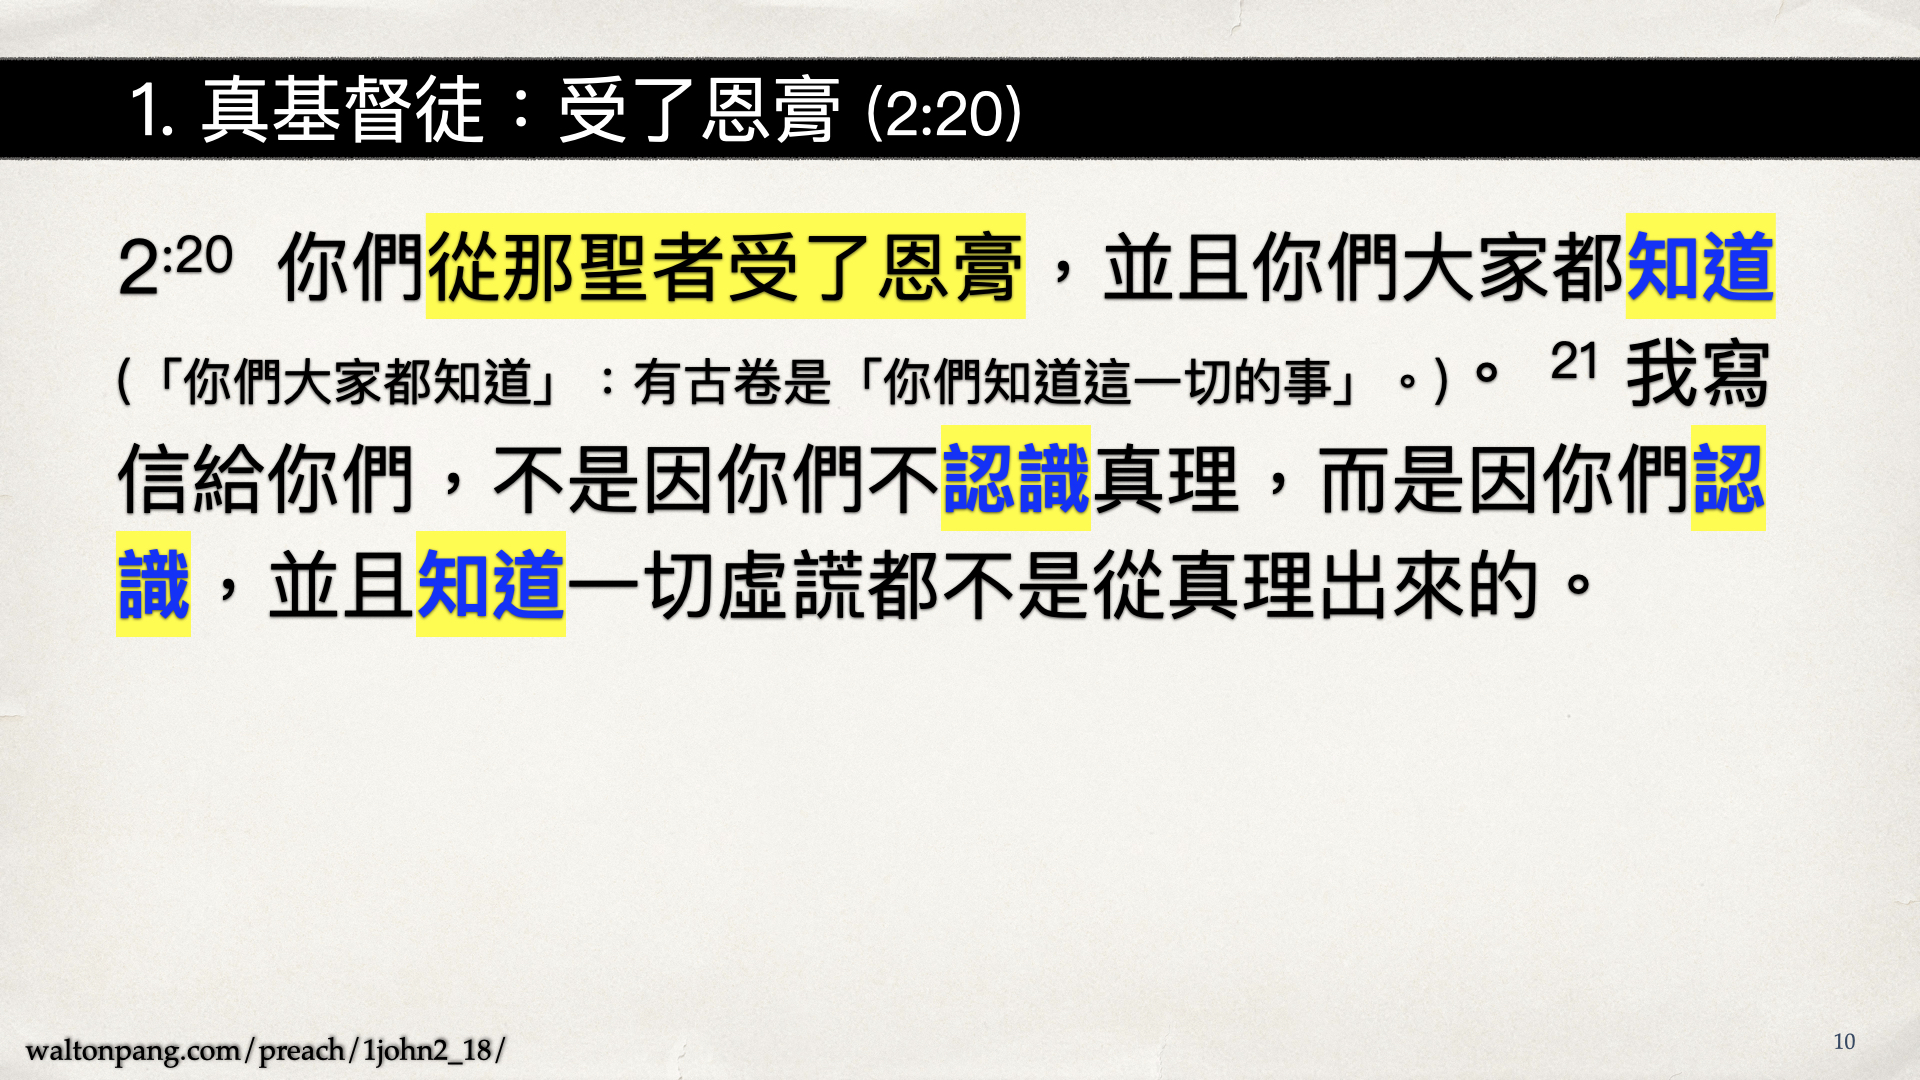 1. 真基督徒：受了恩膏 (2:20)
2:20 你們從那聖者受了恩膏，並且你們大家都知道
(「你們大家都知道」：有古卷是「你們知道這一切的事」。)。 21 我寫
信給你們，不是因你們不認識真理，而是因你們認
識，並且知道一切虛謊都不是從真理出來的。
waltonpang.com/preach/1john2_18/
10